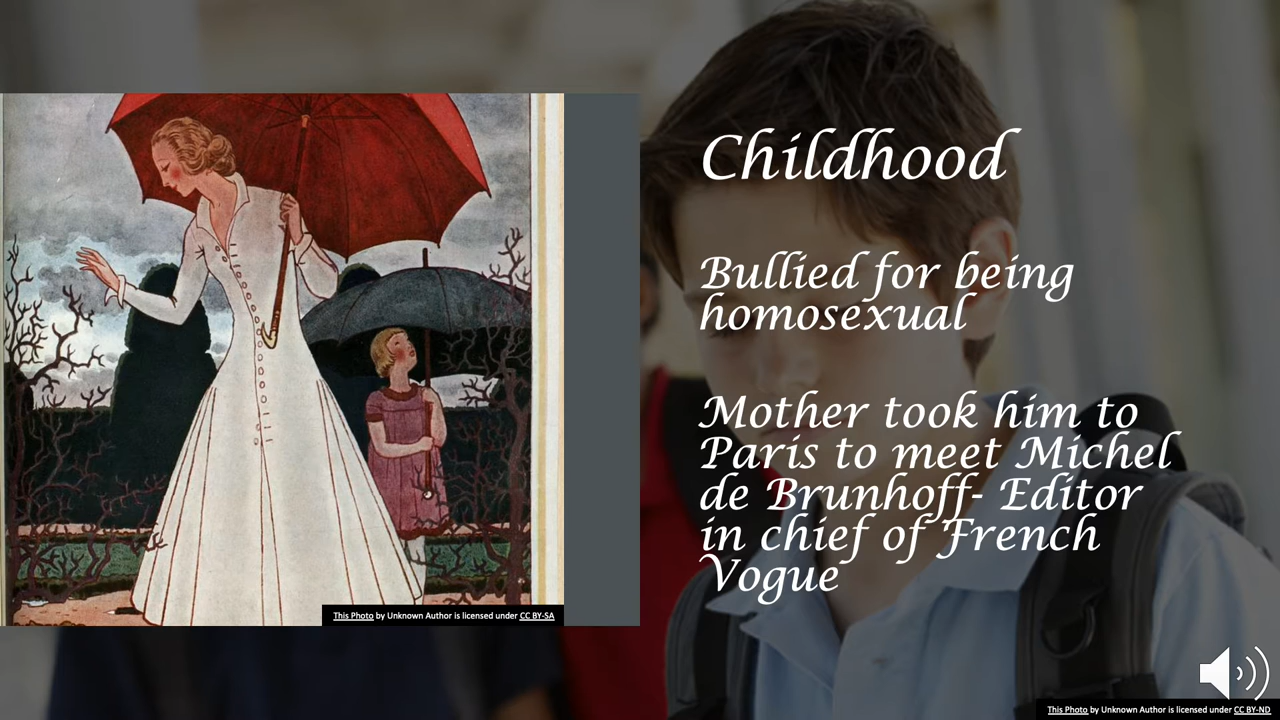 Childhood
Bullied for being
homosexual
Mother took him to
Paris to meet Michel
de Brunhoff- Editor
in chief of French
Vogue
This Photo by Unknown Author is licensed under CC BY-SA
This Photo by Unknown Author is licensed under CC BY-ND